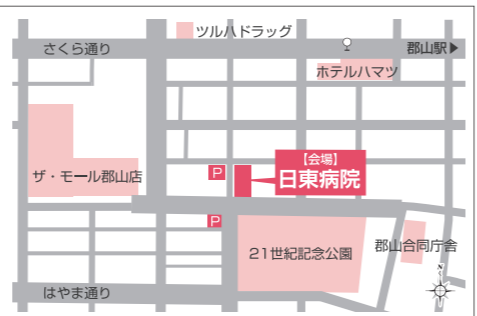 ツルハドラッグ
さくら通り
郡山駅▶
ホテルハマツ
【会場】
日東病院
P
ザ・モール郡山店
P
21世紀記念公園
郡山合同庁舎
N
はやま通り